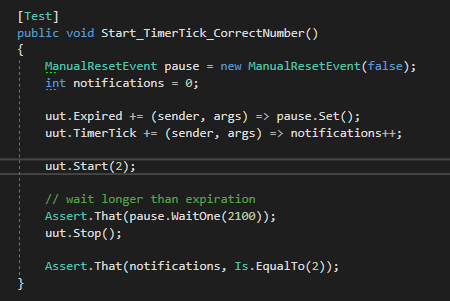 [Test]
public void Start_TimerTick_CorrectNumber()
{
ManualResetEvent pause = new ManualResetEvent(false);
int notifications = 0;
uut.Expired += (sender, args) => pause.Set();
uut.TimerTick += (sender, args) => notifications++;
uut.Start(2);
// wait longer than expiration
Assert.That(pause.WaitOne(2100));
uut.Stop();
Assert.That(notifications, Is.EqualTo(2));
}